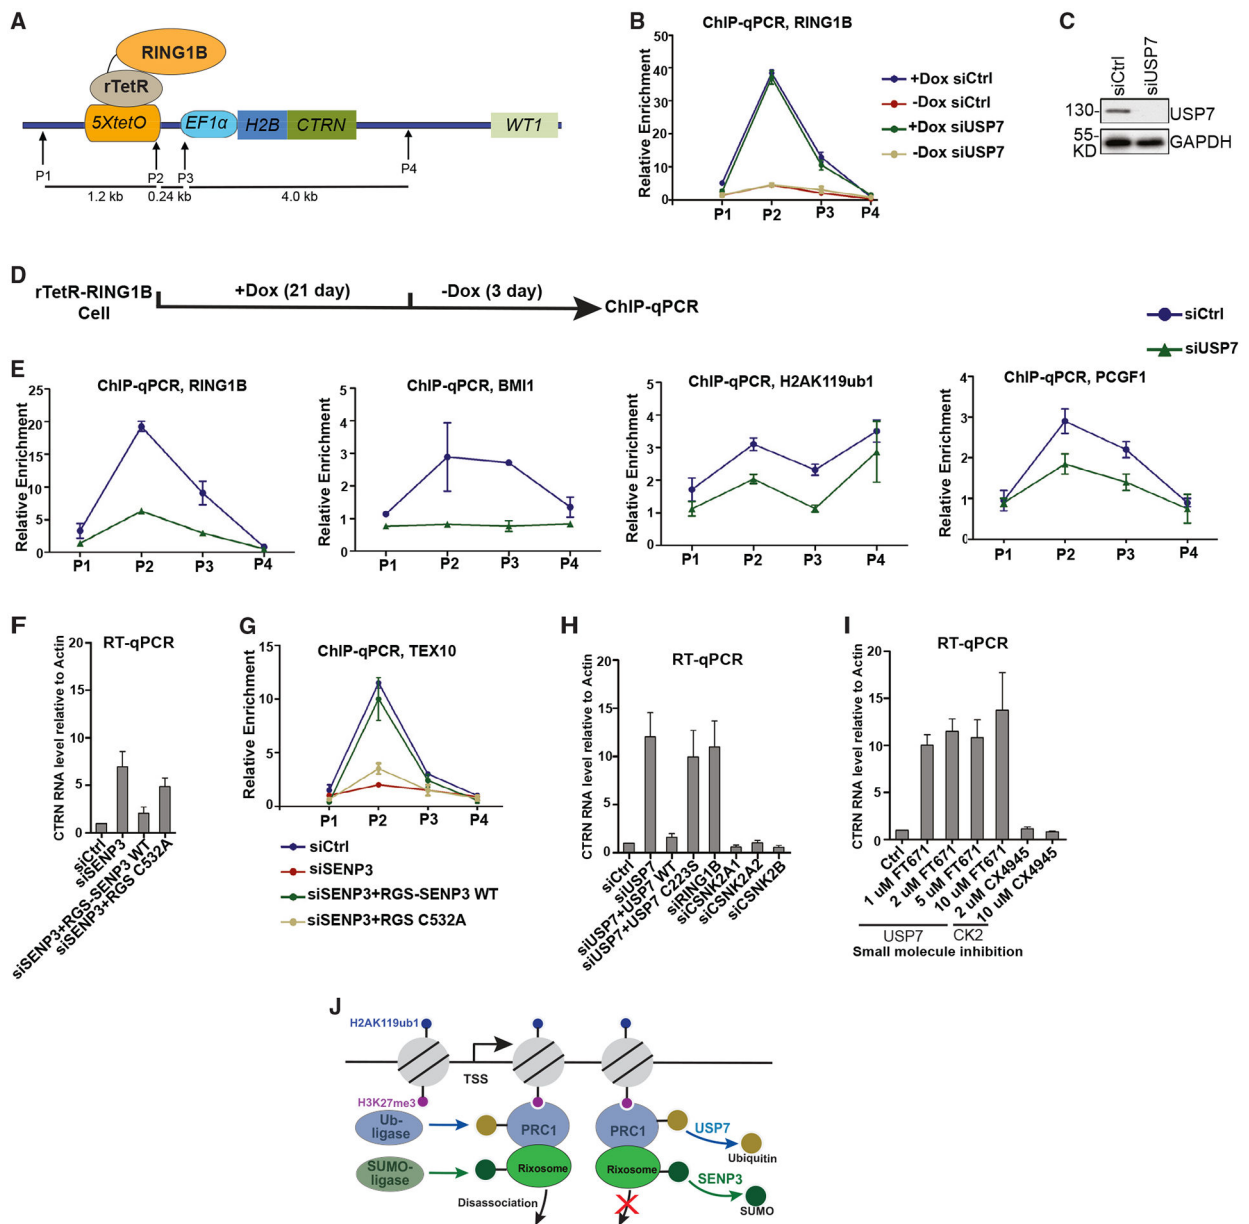 A
RING1B
rTetR
5XtetO
EF1α
H2B
CTRN
WT1
P1
P2
P3
P4
1.2 kb
0.24 kb
4.0 kb
B
ChIP-qPCR, RING1B
Relative Enrichment
50
40
30
20
10
0
P1
P2
P3
P4
+Dox siCtrl
-Dox siCtrl
+Dox siUSP7
-Dox siUSP7
C
siCtrl
siUSP7
130-
USP7
55-
KD
GAPDH
D
rTetR-RING1B
Cell
+Dox (21 day)
-Dox (3 day)
ChIP-qPCR
siCtrl
siUSP7
E
ChIP-qPCR, RING1B
Relative Enrichment
25
20
15
10
5
0
P1
P2
P3
P4
ChIP-qPCR, BMI1
Relative Enrichment
5
4
3
2
1
0
P1
P2
P3
P4
ChIP-qPCR, H2AK119ub1
Relative Enrichment
5
4
3
2
1
0
P1
P2
P3
P4
ChIP-qPCR, PCGF1
Relative Enrichment
4
3
2
1
0
P1
P2
P3
P4
F
RT-qPCR
CTRN RNA level relative to Actin
20
15
10
5
0
siCtrl
siSENP3
siSENP3+RGS-SENP3 WT
siSENP3+RGS C532A
G
ChIP-qPCR, TEX10
Relative Enrichment
15
10
5
0
P1
P2
P3
P4
siCtrl
siSENP3
siSENP3+RGS-SENP3 WT
siSENP3+RGS C532A
H
RT-qPCR
CTRN RNA level relative to Actin
20
15
10
5
0
siCtrl
siUSP7
siUSP7+USP7 WT
siUSP7+USP7 C223S
siRING1B
siCSNK2A1
siCSNK2A2
siCSNK2B
I
RT-qPCR
CTRN RNA level relative to Actin
20
15
10
5
0
Ctrl
1 uM FT671
2 uM FT671
5 uM FT671
10 uM FT671
2 uM CX4945
10 uM CX4945
USP7
CK2
Small molecule inhibition
J
H2AK119ub1
TSS
H3K27me3
Ub-
ligase
PRC1
PRC1
USP7
Ubiquitin
SUMO-
ligase
Rixosome
Rixosome
SENP3
Disassociation
SUMO